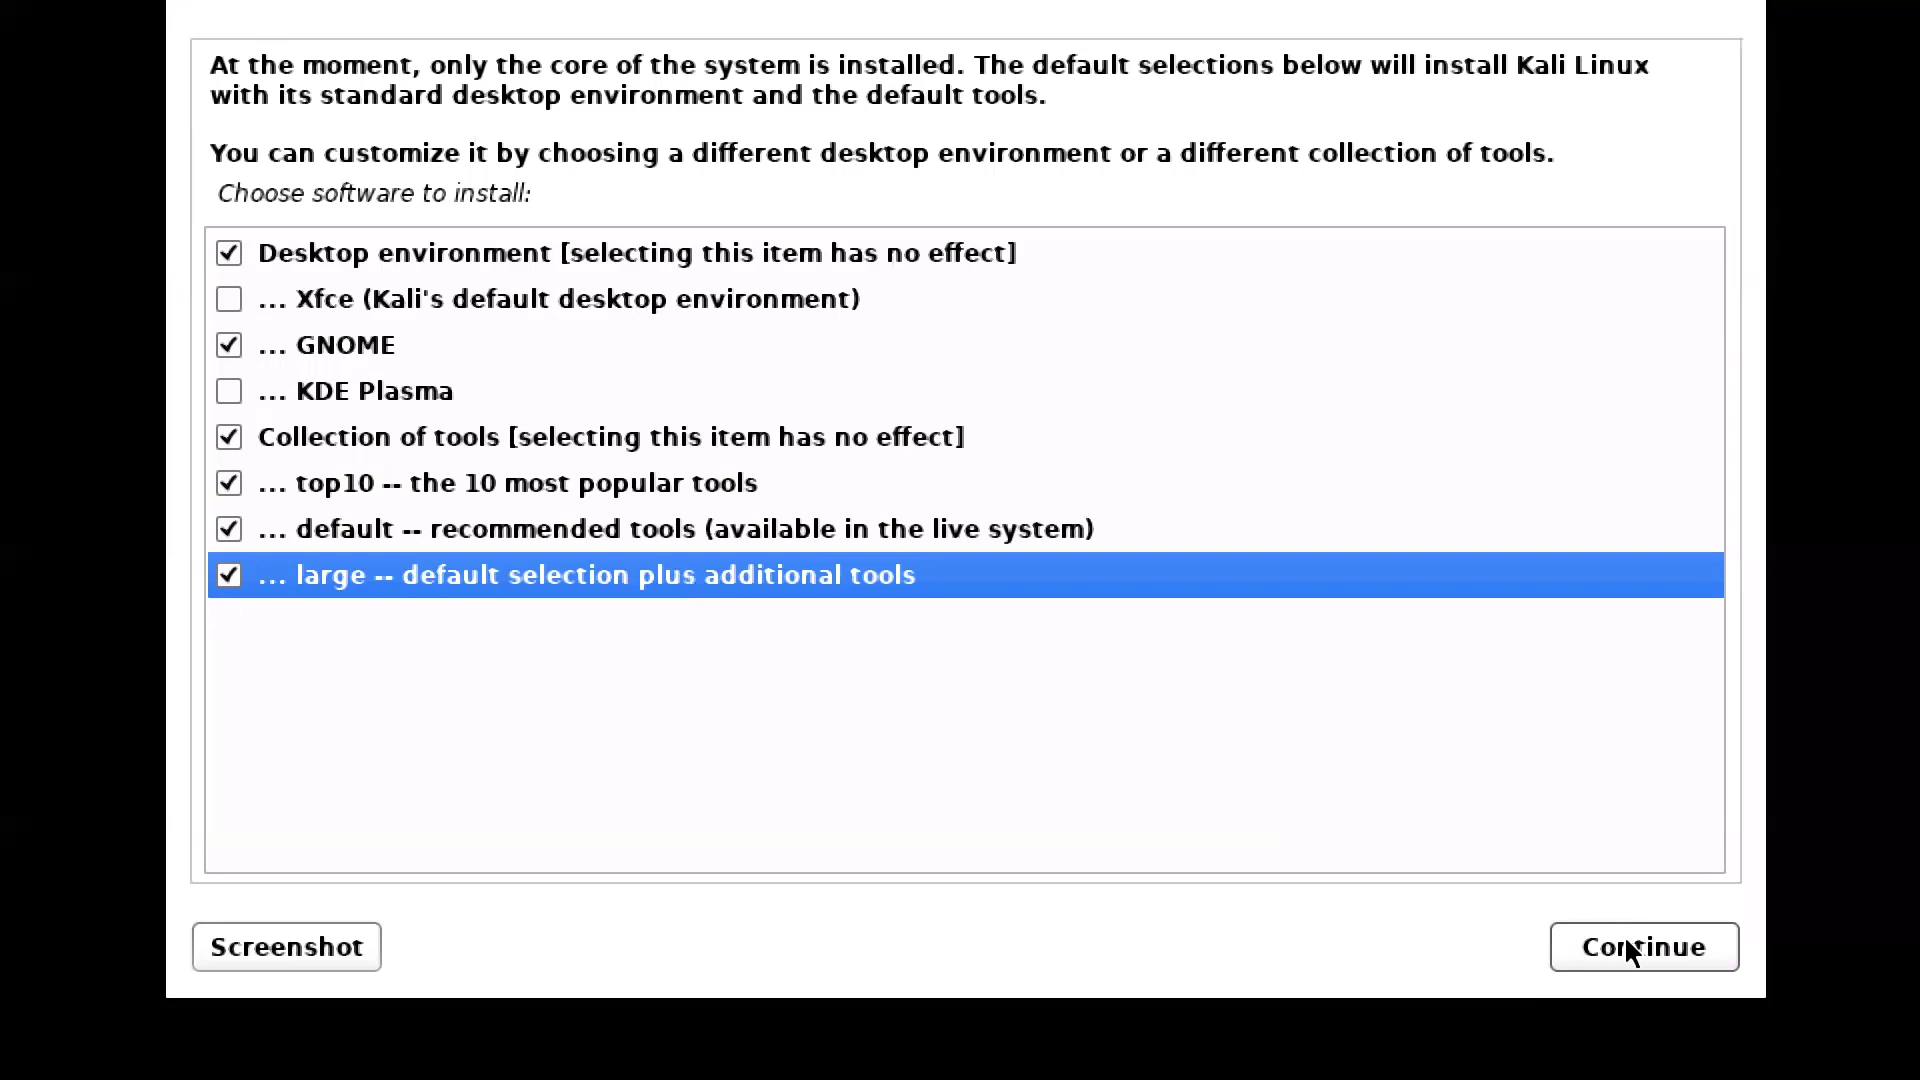 At the moment, only the core of the system is installed. The default selections below will install Kali Linux
with its standard desktop environment and the default tools.
You can customize it by choosing a different desktop environment or a different collection of tools.
Choose software to install:
Desktop environment [selecting this item has no effect]
... Xfce (Kali's default desktop environment)
... GNOME
... KDE Plasma
Collection of tools [selecting this item has no effect]
... top10 -- the 10 most popular tools
... default -- recommended tools (available in the live system)
... large -- default selection plus additional tools
Screenshot
Continue